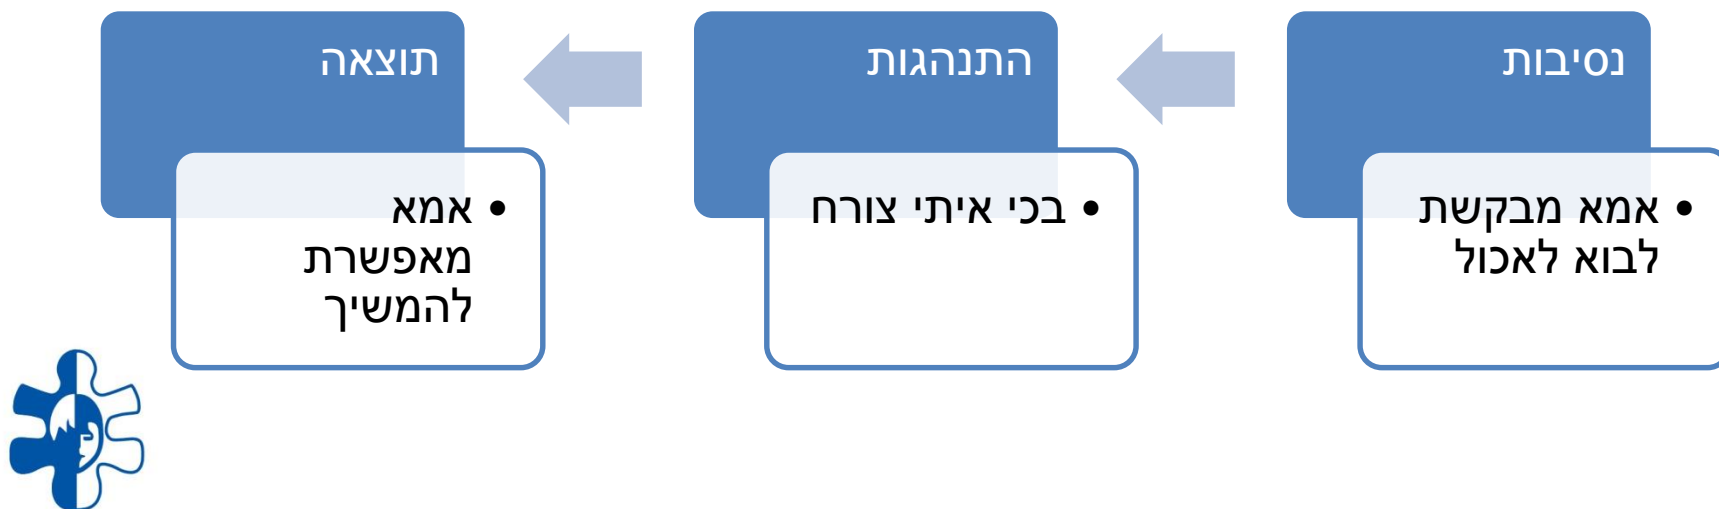 נסיבות
• אמא מבקשת
לבוא לאכול
התנהגות
• בכי איתי צורח
תוצאה
• אמא
מאפשרת
להמשיך